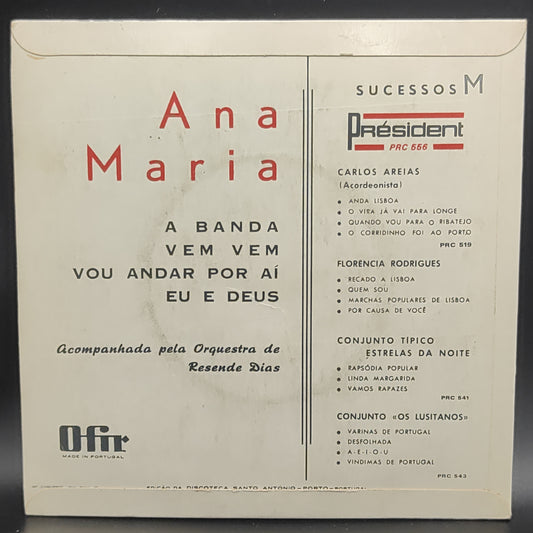 Ana
Maria
A BANDA
VEM VEM
VOU ANDAR POR AÍ
EU E DEUS
Acompanhada pela Orquestra de
Resende Dias
Ofir
MADE IN PORTUGAL
SUCESSOS M
Président
PRC 556
CARLOS AREIAS
(Acordeonista)
• ANDA LISBOA
• O VIRA JÁ VAI PARA LONGE
• QUANDO VOU PARA O RIBATEJO
• O CORRIDINHO FOI AO PORTO
PRC 519
FLORÊNCIA RODRIGUES
• RECADO A LISBOA
• QUEM SOU
• MARCHAS POPULARES DE LISBOA
• POR CAUSA DE VOCÊ
CONJUNTO TÍPICO
ESTRELAS DA NOITE
• RAPSÓDIA POPULAR
• LINDA MARGARIDA
• VAMOS RAPAZES
PRC 541
CONJUNTO «OS LUSITANOS»
• VARINAS DE PORTUGAL
• DESFOLHADA
• A-E-I-O-U
• VINDIMAS DE PORTUGAL
PRC 543
EDIÇÃO DA DISCOTECA SANTO ANTÓNIO - PORTO - PORTUGAL